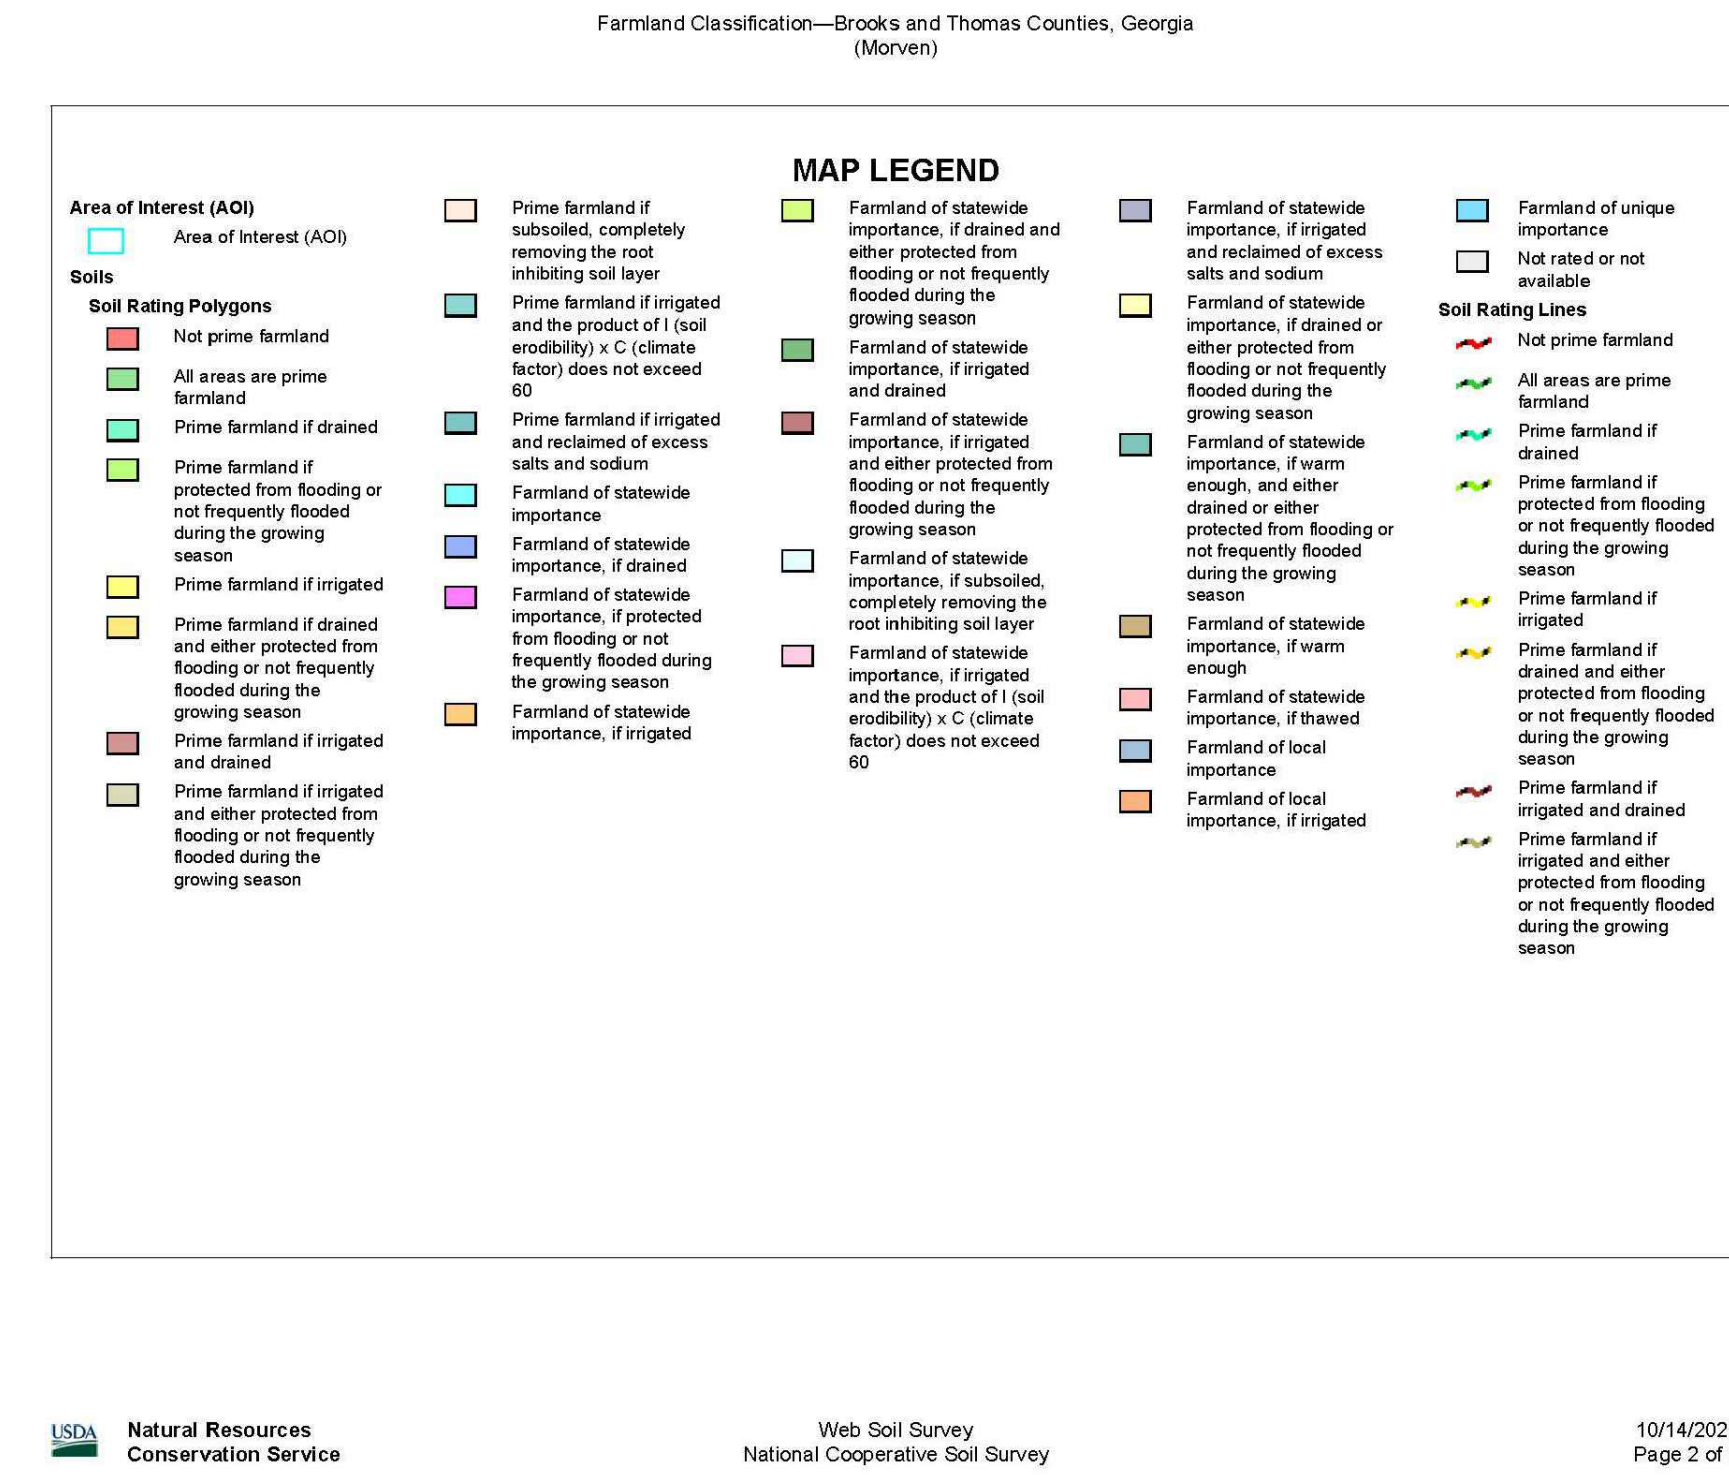 Farmland Classification—Brooks and Thomas Counties, Georgia
(Morven)
MAP LEGEND
Area of Interest (AOI)
Area of Interest (AOI)
Soils
Soil Rating Polygons
Not prime farmland
All areas are prime
farmland
Prime farmland if drained
Prime farmland if
protected from flooding or
not frequently flooded
during the growing
season
Prime farmland if irrigated
Prime farmland if drained
and either protected from
flooding or not frequently
flooded during the
growing season
Prime farmland if irrigated
and drained
Prime farmland if irrigated
and either protected from
flooding or not frequently
flooded during the
growing season
Prime farmland if
subsoiled, completely
removing the root
inhibiting soil layer
Prime farmland if irrigated
and the product of I (soil
erodibility) x C (climate
factor) does not exceed
60
Prime farmland if irrigated
and reclaimed of excess
salts and sodium
Farmland of statewide
importance
Farmland of statewide
importance, if drained
Farmland of statewide
importance, if protected
from flooding or not
frequently flooded during
the growing season
Farmland of statewide
importance, if irrigated
Farmland of statewide
importance, if drained and
either protected from
flooding or not frequently
flooded during the
growing season
Farmland of statewide
importance, if irrigated
and drained
Farmland of statewide
importance, if irrigated
and either protected from
flooding or not frequently
flooded during the
growing season
Farmland of statewide
importance, if subsoiled,
completely removing the
root inhibiting soil layer
Farmland of statewide
importance, if irrigated
and the product of I (soil
erodibility) x C (climate
factor) does not exceed
60
Farmland of statewide
importance, if irrigated
and reclaimed of excess
salts and sodium
Farmland of statewide
importance, if drained or
either protected from
flooding or not frequently
flooded during the
growing season
Farmland of statewide
importance, if warm
enough, and either
drained or either
protected from flooding or
not frequently flooded
during the growing
season
Farmland of statewide
importance, if warm
enough
Farmland of statewide
importance, if thawed
Farmland of local
importance
Farmland of local
importance, if irrigated
Farmland of unique
importance
Not rated or not
available
Soil Rating Lines
Not prime farmland
All areas are prime
farmland
Prime farmland if
drained
Prime farmland if
protected from flooding
or not frequently flooded
during the growing
season
Prime farmland if
irrigated
Prime farmland if
drained and either
protected from flooding
or not frequently flooded
during the growing
season
Prime farmland if
irrigated and drained
Prime farmland if
irrigated and either
protected from flooding
or not frequently flooded
during the growing
season
USDA
Natural Resources
Conservation Service
Web Soil Survey
National Cooperative Soil Survey
10/14/202
Page 2 of